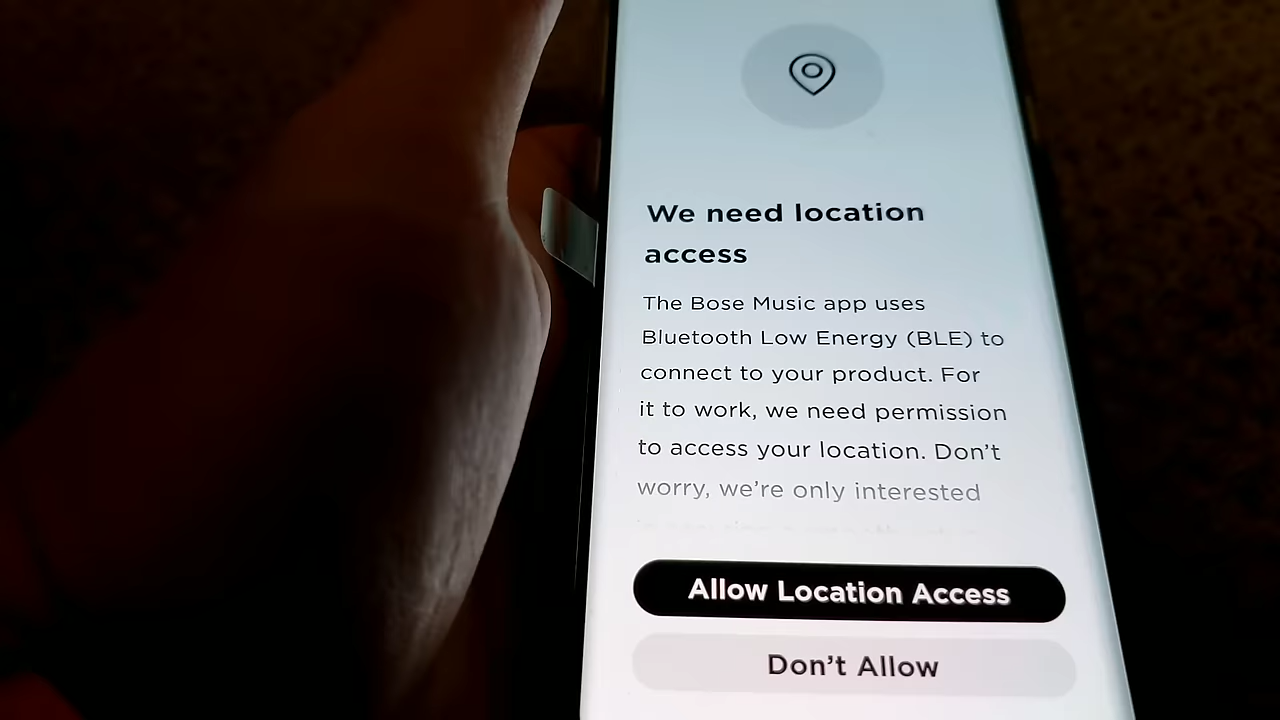 We need location
access
The Bose Music app uses
Bluetooth Low Energy (BLE) to
connect to your product. For
it to work, we need permission
to access your location. Don’t
worry, we’re only interested
Allow Location Access
Don’t Allow